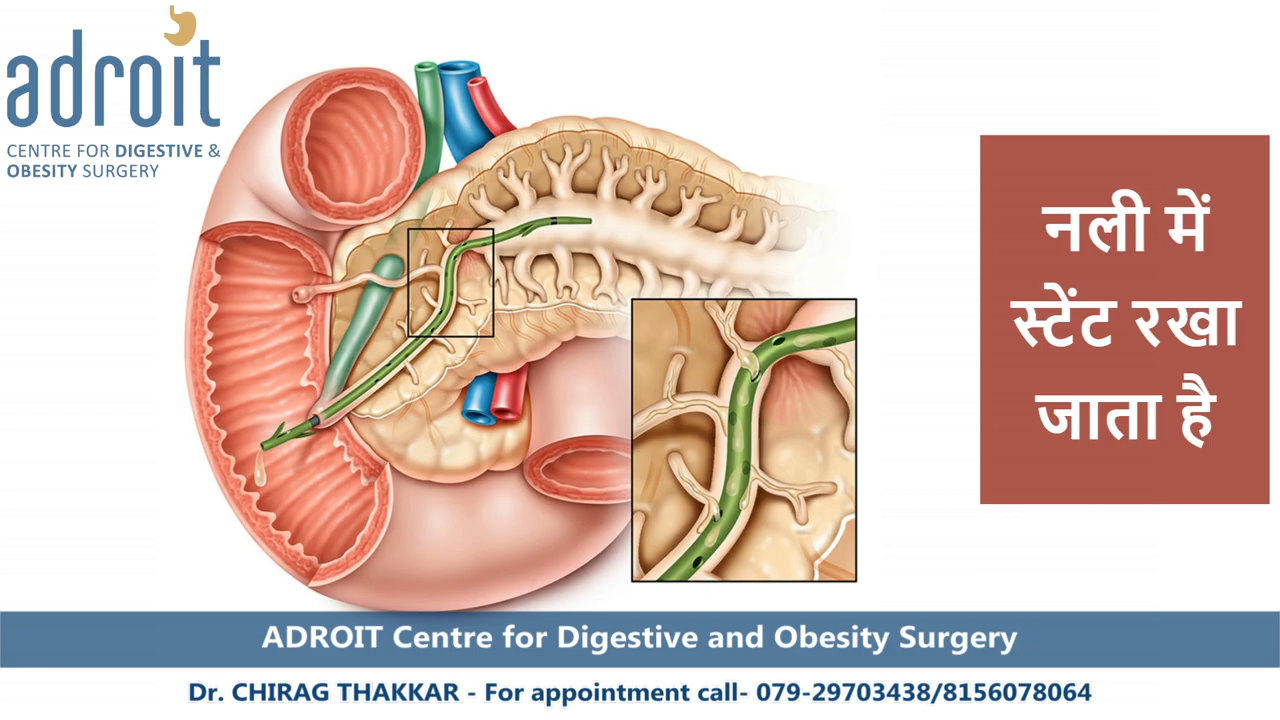 adroit
CENTRE FOR DIGESTIVE &
OBESITY SURGERY
नली में
स्टेंट रखा
जाता है
ADROIT Centre for Digestive and Obesity Surgery
Dr. CHIRAG THAKKAR - For appointment call- 079-29703438/8156078064